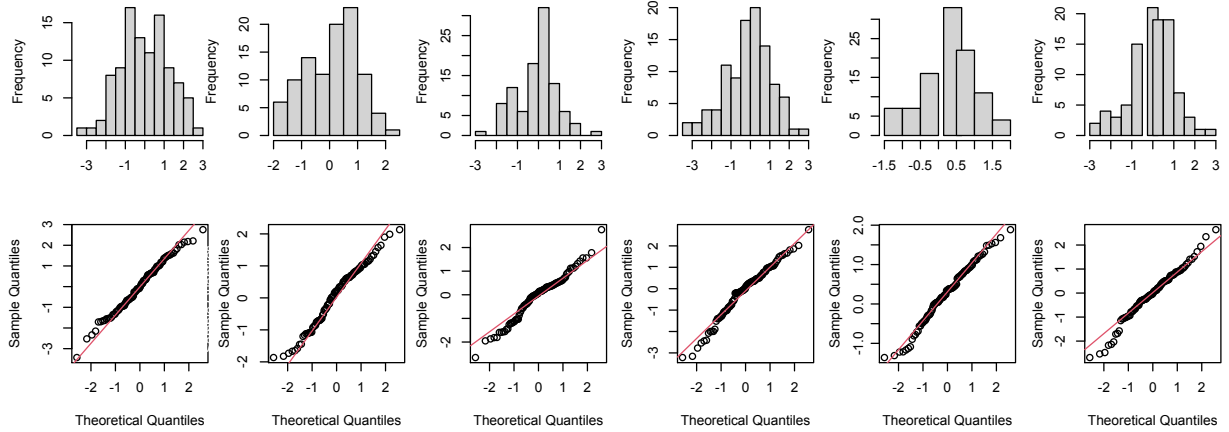 Frequency
0 5 10 15
-3 -1 1 2 3
Frequency
0 5 10 20
-2 -1 0 1 2
Frequency
0 5 10 20 30
-3 -1 1 2 3
Frequency
0 5 10 15 20
-3 -1 1 2 3
Frequency
0 5 15 25
-1.5 -0.5 0.5 1.5
Frequency
0 5 10 15 20
-3 -1 1 2 3
Sample Quantiles
-3 -1 1 2 3
-2 -1 0 1 2
Theoretical Quantiles
Sample Quantiles
-2 -1 0 1 2
-2 -1 0 1 2
Theoretical Quantiles
Sample Quantiles
-2 0 1 2
-2 -1 0 1 2
Theoretical Quantiles
Sample Quantiles
-3 -1 0 1 2
-2 -1 0 1 2
Theoretical Quantiles
Sample Quantiles
-1.0 0.0 1.0 2.0
-2 -1 0 1 2
Theoretical Quantiles
Sample Quantiles
-2 -1 0 1 2
-2 -1 0 1 2
Theoretical Quantiles